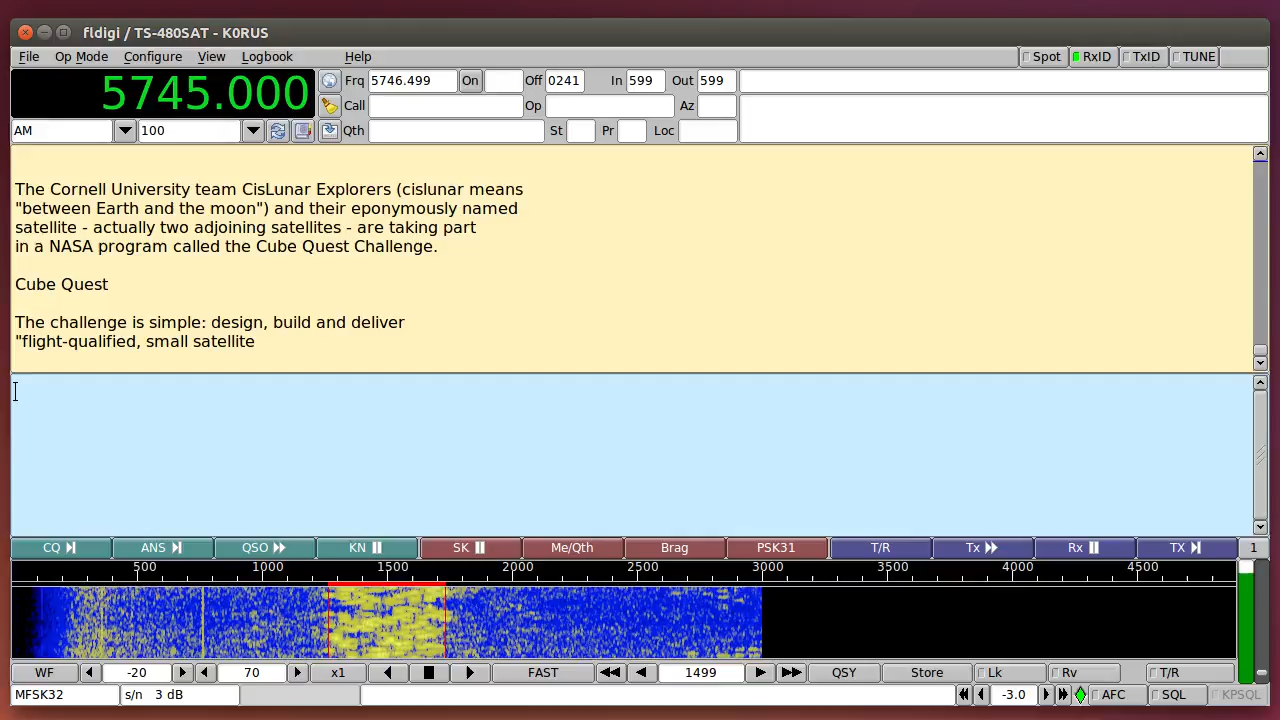 fldigi / TS-480SAT - K0RUS
File Op Mode Configure View Logbook Help Spot RxID TxID TUNE
5745.000 Frq 5746.499 On Off 0241 In 599 Out 599
Call Op Az
AM 100 Qth St Pr Loc
The Cornell University team CisLunar Explorers (cislunar means
"between Earth and the moon") and their eponymously named
satellite - actually two adjoining satellites - are taking part
in a NASA program called the Cube Quest Challenge.
Cube Quest
The challenge is simple: design, build and deliver
"flight-qualified, small satellite
CQ ANS QSO KN SK Me/Qth Brag PSK31 T/R Tx Rx TX 1
500 1000 1500 2000 2500 3000 3500 4000 4500
WF -20 70 x1 FAST 1499 QSY Store Lk Rv T/R
MFSK32 s/n 3 dB -3.0 AFC SQL KPSQL